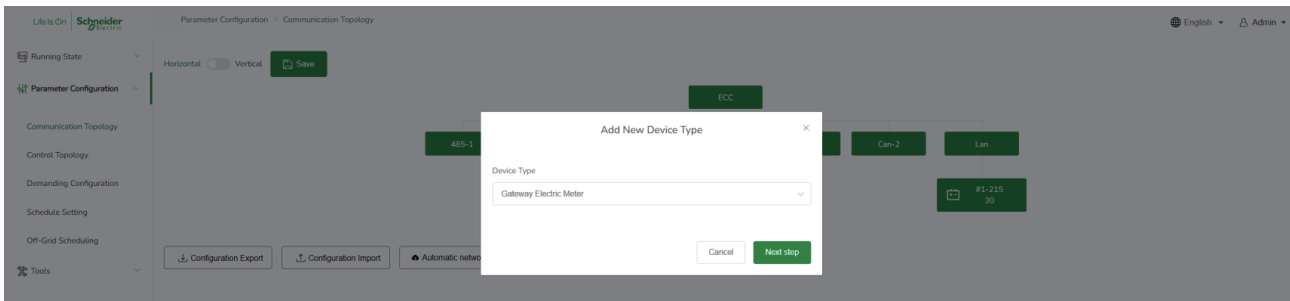 Life Is On Schneider Electric
Parameter Configuration > Communication Topology
English
Admin
Running State
Horizontal
Vertical
Save
Parameter Configuration
ECC
Add New Device Type
Communication Topology
485-1
Can-2
Lan
Control Topology
Device Type
Demanding Configuration
Gateway Electric Meter
#1-215
30
Schedule Setting
Off-Grid Scheduling
Configuration Export
Configuration Import
Automatic netwo
Cancel
Next step
Tools